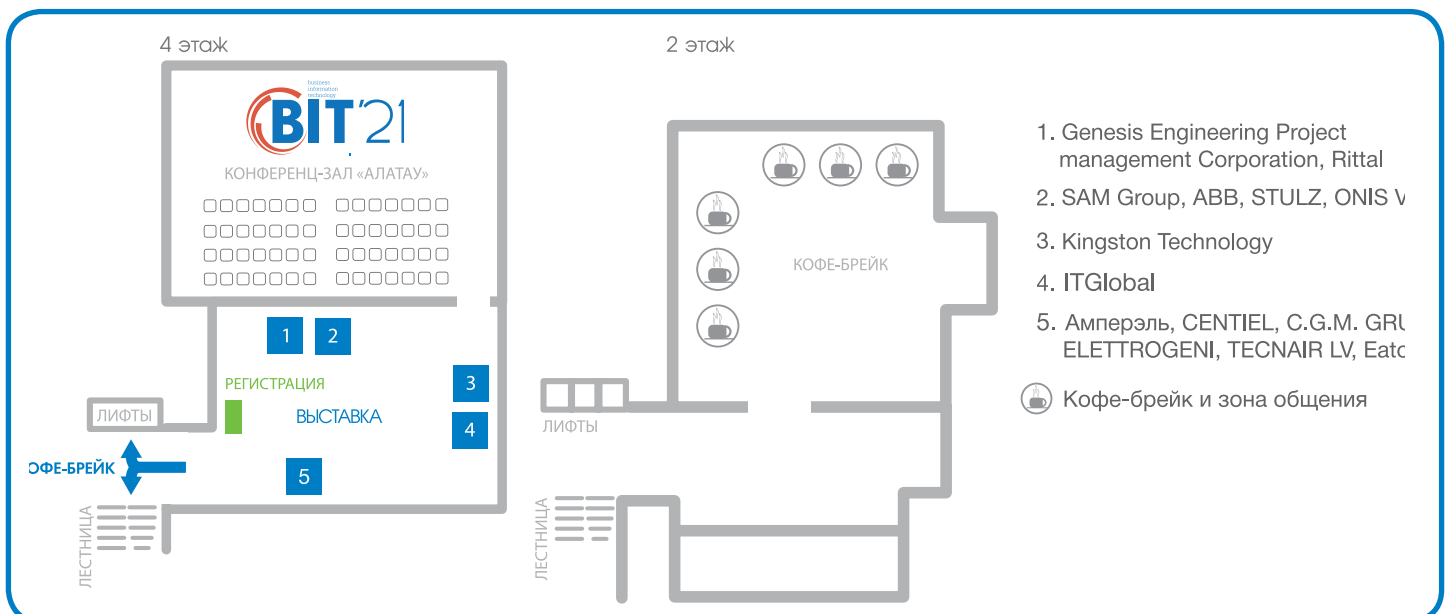 4 этаж
business
information
technology
BIT'21
КОНФЕРЕНЦ-ЗАЛ «АЛАТАУ»
1
2
РЕГИСТРАЦИЯ
3
ВЫСТАВКА
4
ЛИФТЫ
ОФЕ-БРЕЙК
5
ЛЕСТНИЦА
2 этаж
КОФЕ-БРЕЙК
ЛИФТЫ
ЛЕСТНИЦА
1. Genesis Engineering Project
management Corporation, Rittal
2. SAM Group, ABB, STULZ, ONIS V
3. Kingston Technology
4. ITGlobal
5. Амперэль, CENTIEL, C.G.M. GRU
ELETTROGENI, TECNAIR LV, Eato
Кофе-брейк и зона общения